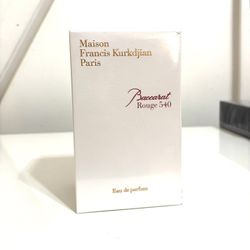 Maison
Francis Kurkdjian
Paris
Baccarat
Rouge 540
Eau de parfum